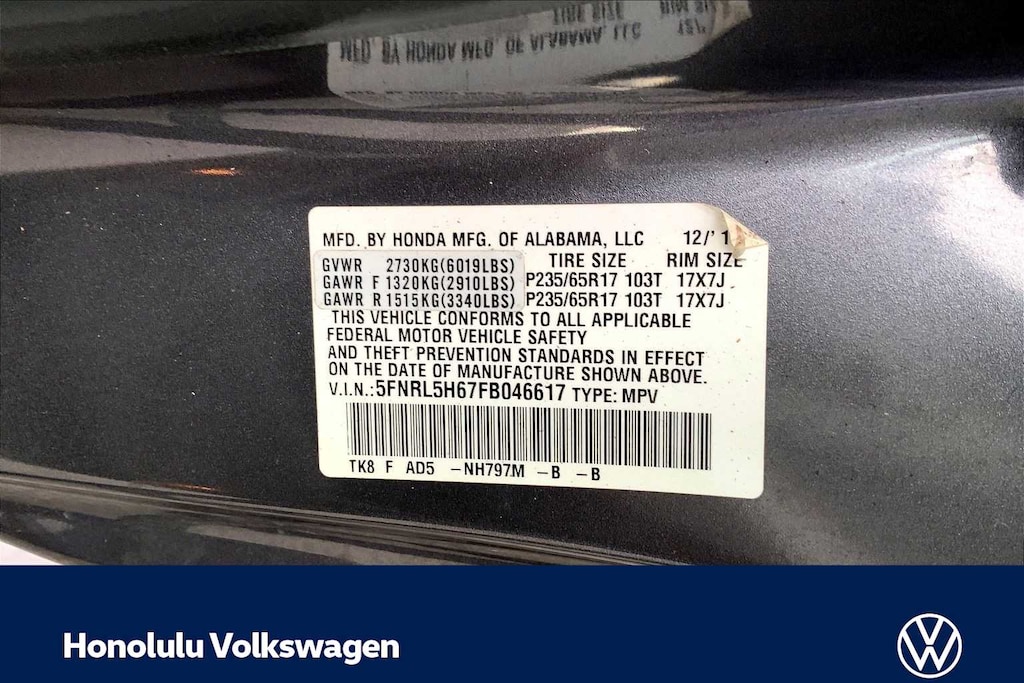 MFD. BY HONDA MFG. OF ALABAMA, LLC 12/'1
GVWR 2730KG(6019LBS) TIRE SIZE RIM SIZE
GAWR F 1320KG(2910LBS) P235/65R17 103T 17X7J
GAWR R 1515KG(3340LBS) P235/65R17 103T 17X7J
THIS VEHICLE CONFORMS TO ALL APPLICABLE
FEDERAL MOTOR VEHICLE SAFETY
AND THEFT PREVENTION STANDARDS IN EFFECT
ON THE DATE OF MANUFACTURE SHOWN ABOVE.
V.I.N.:5FNRL5H67FB046617 TYPE: MPV
TK8 F AD5 -NH797M -B -B
Honolulu Volkswagen